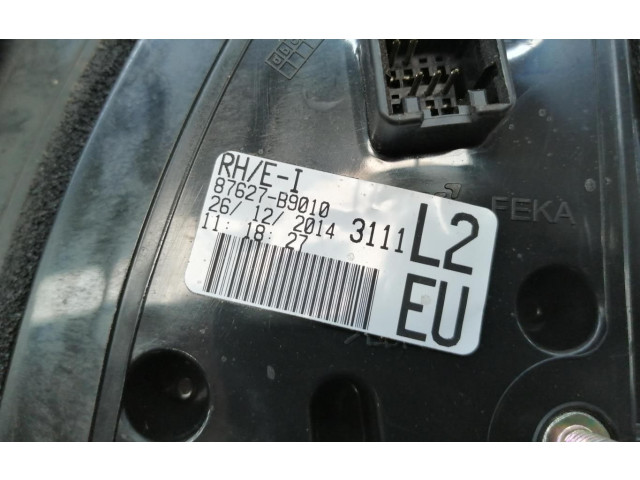 RH/E-I
87627-B9010
26/ 12/ 2014 3111
11: 18: 27
L2
EU
FEKA